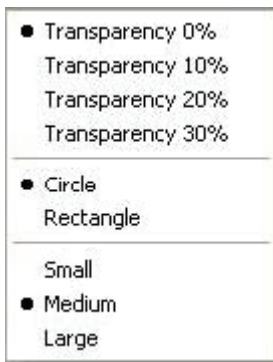 Transparency 0%
Transparency 10%
Transparency 20%
Transparency 30%
Circle
Rectangle
Small
Medium
Large